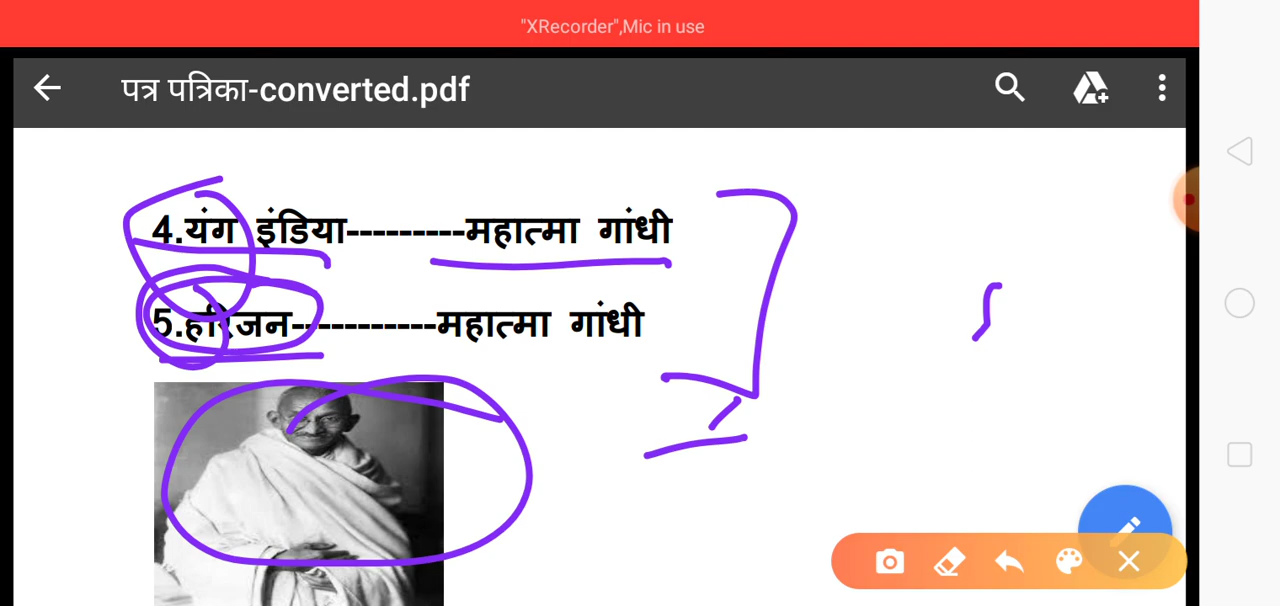 "XRecorder",Mic in use
पत्र पत्रिका-converted.pdf
4.यंग इंडिया---------महात्मा गांधी
5.हरिजन-----------महात्मा गांधी